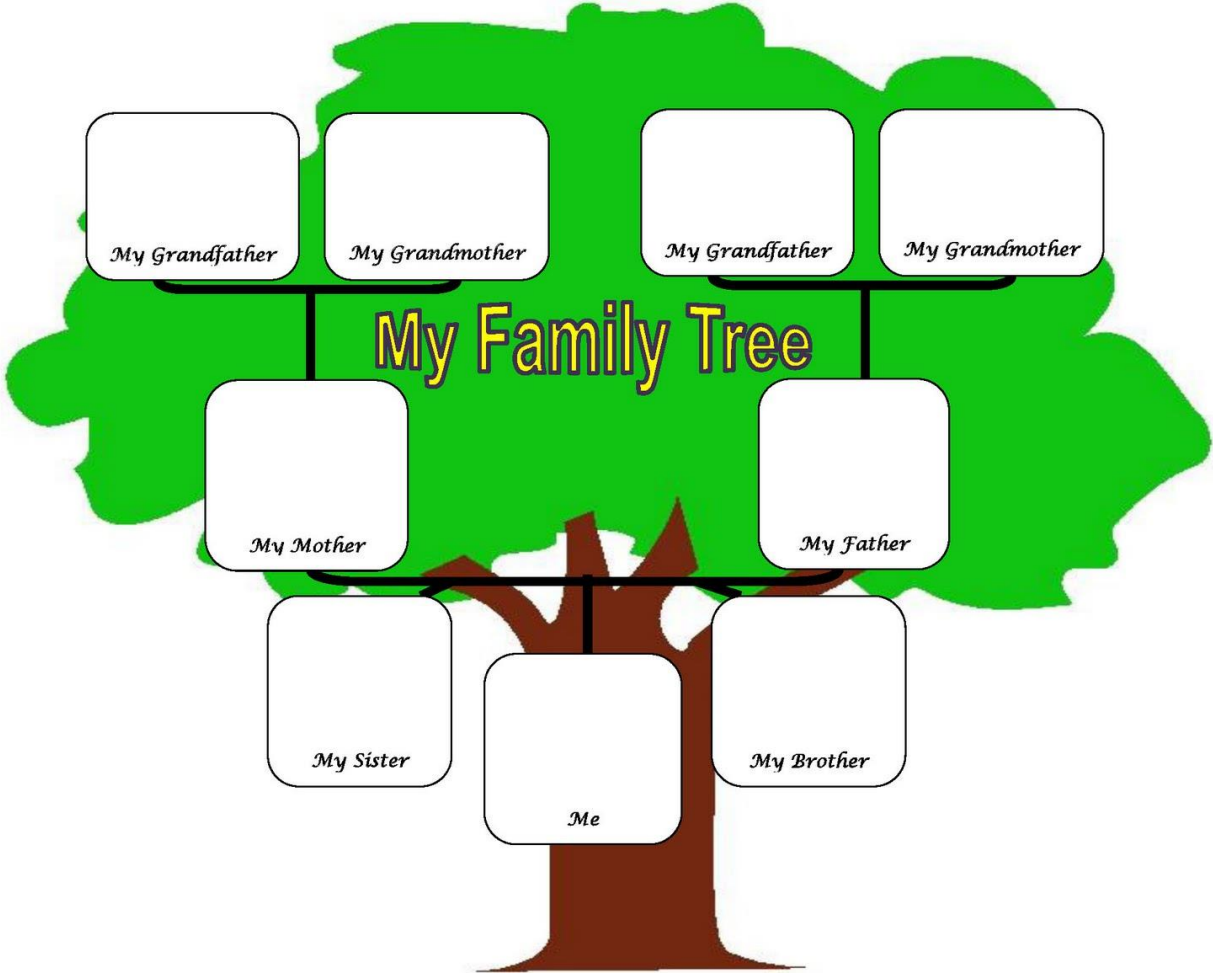 My Grandfather
My Grandmother
My Grandfather
My Grandmother
My Family Tree
My Mother
My Father
My Sister
Me
My Brother